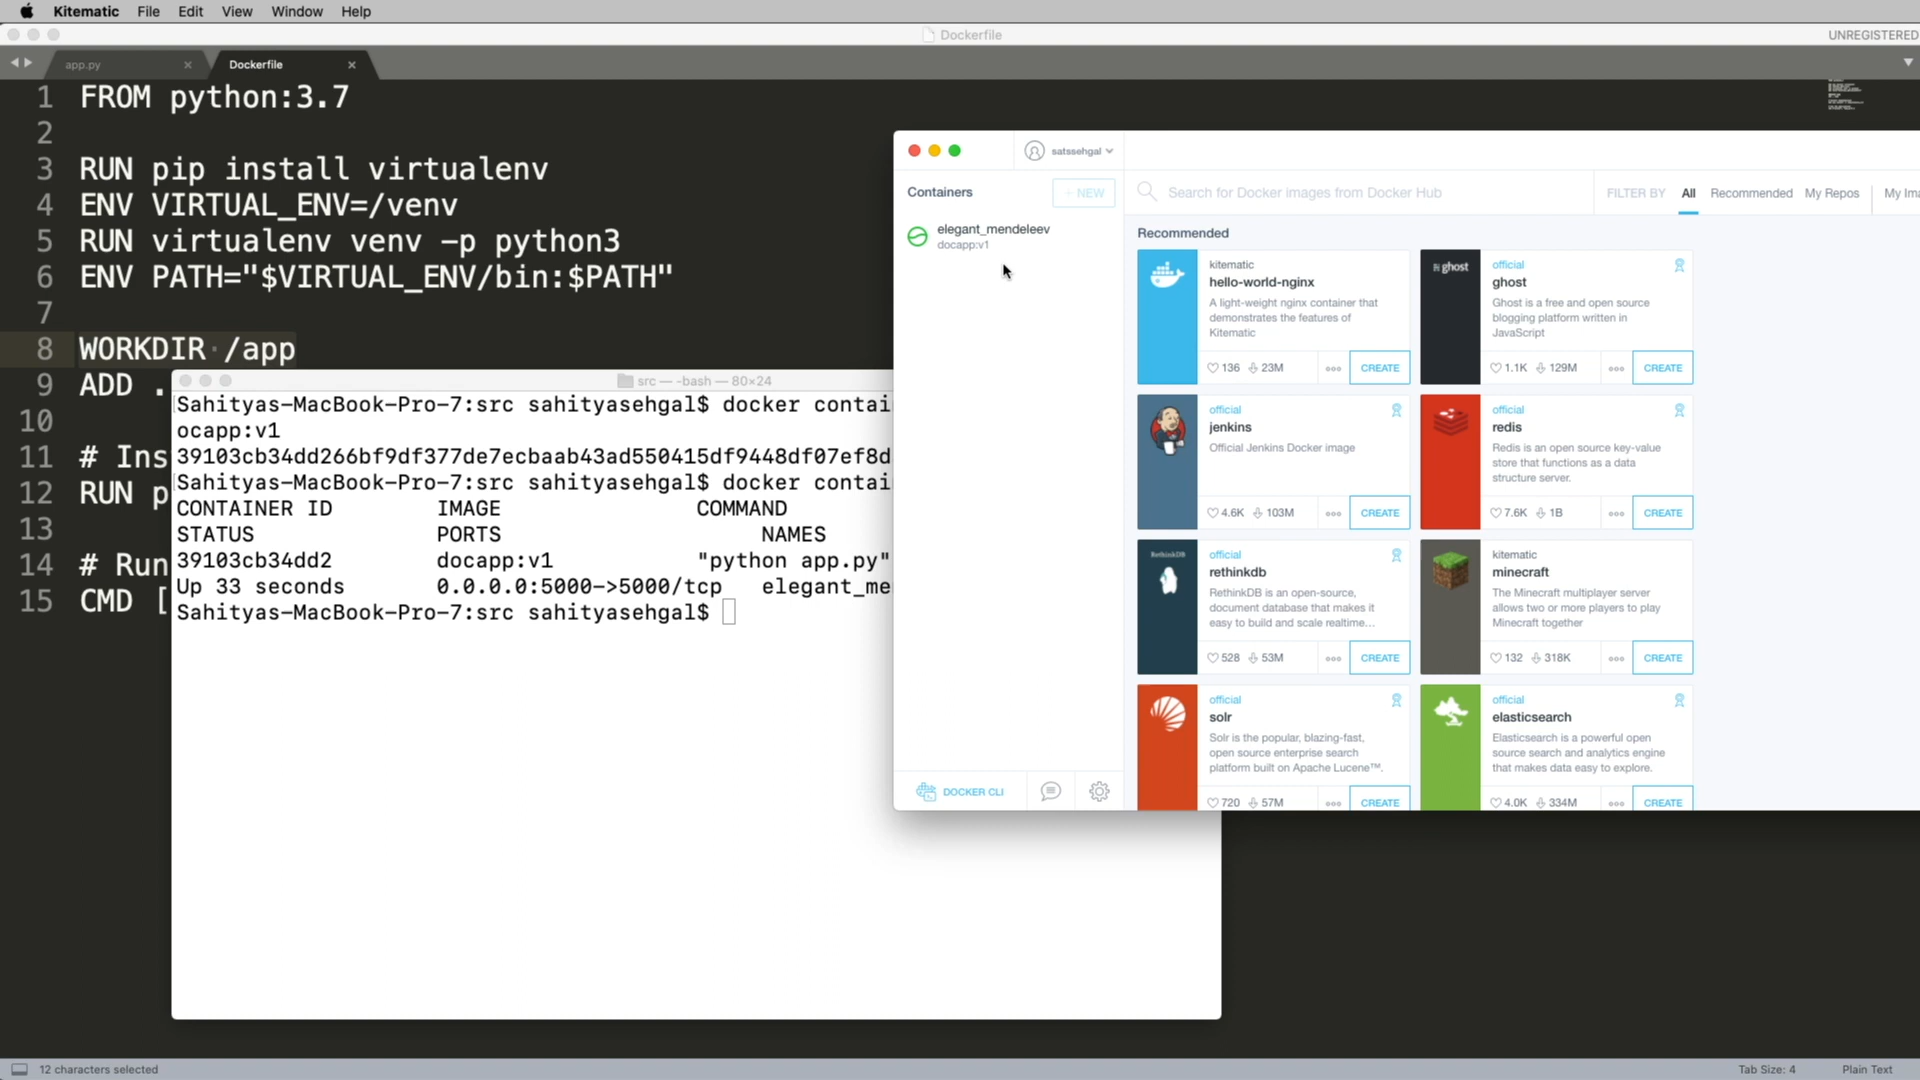 Kitematic File Edit View Window Help
Dockerfile
UNREGISTERED
app.py
Dockerfile
1 FROM python:3.7
2
3 RUN pip install virtualenv
4 ENV VIRTUAL_ENV=/venv
5 RUN virtualenv venv -p python3
6 ENV PATH="$VIRTUAL_ENV/bin:$PATH"
7
8 WORKDIR /app
9 ADD .
10
11 # Ins
12 RUN p
13
14 # Run
15 CMD [
src — -bash — 80×24
Sahityas-MacBook-Pro-7:src sahityasehgal$ docker contai
ocapp:v1
39103cb34dd266bf9df377de7ecbaab43ad550415df9448df07ef8d
Sahityas-MacBook-Pro-7:src sahityasehgal$ docker contai
CONTAINER ID IMAGE COMMAND
STATUS PORTS NAMES
39103cb34dd2 docapp:v1 "python app.py"
Up 33 seconds 0.0.0.0:5000->5000/tcp elegant_me
Sahityas-MacBook-Pro-7:src sahityasehgal$
satssehgal
Containers
+ NEW
elegant_mendeleev
docapp:v1
DOCKER CLI
Search for Docker images from Docker Hub
FILTER BY All Recommended My Repos My Ima
Recommended
kitematic
hello-world-nginx
A light-weight nginx container that
demonstrates the features of
Kitematic
136 23M CREATE
ghost
official
ghost
Ghost is a free and open source
blogging platform written in
JavaScript
1.1K 129M CREATE
official
jenkins
Official Jenkins Docker image
4.6K 103M CREATE
official
redis
Redis is an open source key-value
store that functions as a data
structure server.
7.6K 1B CREATE
RethinkDB
official
rethinkdb
RethinkDB is an open-source,
document database that makes it
easy to build and scale realtime...
528 53M CREATE
kitematic
minecraft
The Minecraft multiplayer server
allows two or more players to play
Minecraft together
132 318K CREATE
official
solr
Solr is the popular, blazing-fast,
open source enterprise search
platform built on Apache Lucene™.
720 57M CREATE
official
elasticsearch
Elasticsearch is a powerful open
source search and analytics engine
that makes data easy to explore.
4.0K 334M CREATE
12 characters selected
Tab Size: 4
Plain Text